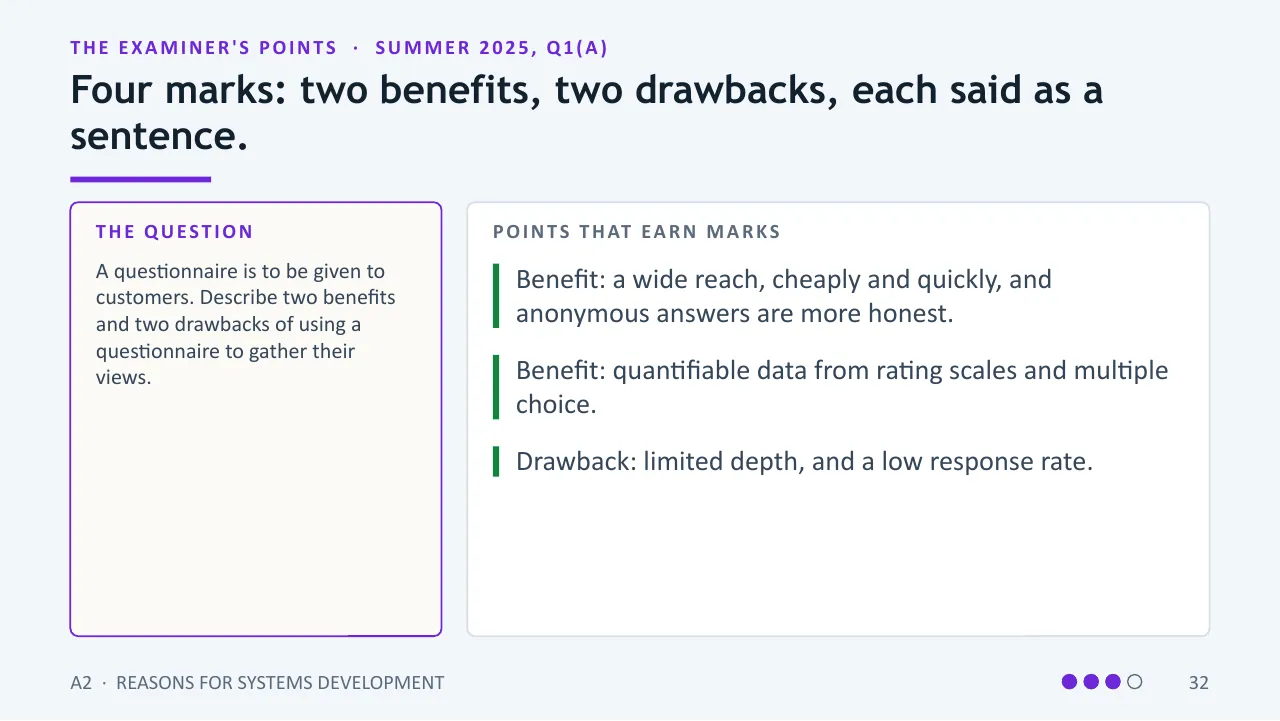 THE EXAMINER'S POINTS · SUMMER 2025, Q1(A)
Four marks: two benefits, two drawbacks, each said as a
sentence.
THE QUESTION
A questionnaire is to be given to
customers. Describe two benefits
and two drawbacks of using a
questionnaire to gather their
views.
POINTS THAT EARN MARKS
Benefit: a wide reach, cheaply and quickly, and
anonymous answers are more honest.
Benefit: quantifiable data from rating scales and multiple
choice.
Drawback: limited depth, and a low response rate.
A2 · REASONS FOR SYSTEMS DEVELOPMENT
32